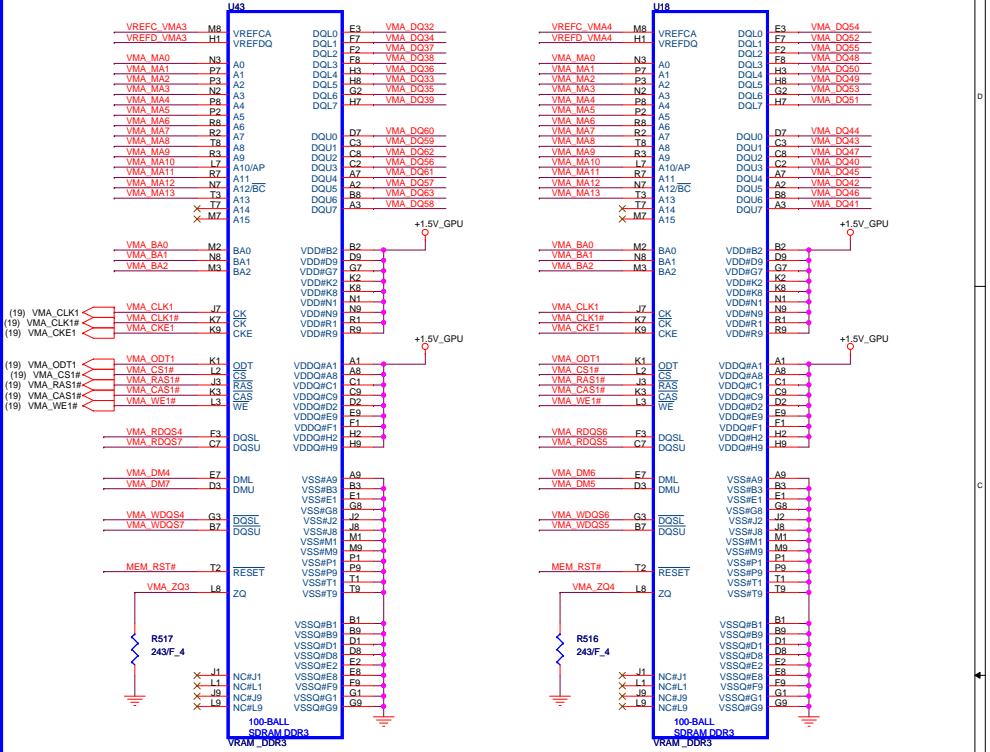 U43
VREFC_VMA3 M8 VREFCA DQL0 E3 VMA_DQ32
VREFD_VMA3 H1 VREFDQ DQL1 F7 VMA_DQ34
DQL2 F2 VMA_DQ37
VMA_MA0 N3 A0 DQL3 F8 VMA_DQ38
VMA_MA1 P7 A1 DQL4 H3 VMA_DQ36
VMA_MA2 P3 A2 DQL5 H8 VMA_DQ33
VMA_MA3 N2 A3 DQL6 G2 VMA_DQ35
VMA_MA4 P8 A4 DQL7 H7 VMA_DQ39
VMA_MA5 P2 A5
VMA_MA6 R8 A6
VMA_MA7 R2 A7 DQU0 D7 VMA_DQ60
VMA_MA8 T8 A8 DQU1 C3 VMA_DQ59
VMA_MA9 R3 A9 DQU2 C8 VMA_DQ62
VMA_MA10 L7 A10/AP DQU3 C2 VMA_DQ56
VMA_MA11 R7 A11 DQU4 A7 VMA_DQ61
VMA_MA12 N7 A12/BC DQU5 A2 VMA_DQ57
VMA_MA13 T3 A13 DQU6 B8 VMA_DQ63
T7 A14 DQU7 A3 VMA_DQ58
M7 A15
+1.5V_GPU
VMA_BA0 M2 BA0 VDD#B2 B2
VMA_BA1 N8 BA1 VDD#D9 D9
VMA_BA2 M3 BA2 VDD#G7 G7
VDD#K2 K2
VDD#K8 K8
VDD#N1 N1
(19) VMA_CLK1 VMA_CLK1 J7 CK VDD#N9 N9
(19) VMA_CLK1# VMA_CLK1# K7 CK VDD#R1 R1
(19) VMA_CKE1 VMA_CKE1 K9 CKE VDD#R9 R9
+1.5V_GPU
(19) VMA_ODT1 VMA_ODT1 K1 ODT VDDQ#A1 A1
(19) VMA_CS1# VMA_CS1# L2 CS VDDQ#A8 A8
(19) VMA_RAS1# VMA_RAS1# J3 RAS VDDQ#C1 C1
(19) VMA_CAS1# VMA_CAS1# K3 CAS VDDQ#C9 C9
(19) VMA_WE1# VMA_WE1# L3 WE VDDQ#D2 D2
VDDQ#E9 E9
VDDQ#F1 F1
VMA_RDQS4 F3 DQSL VDDQ#H2 H2
VMA_RDQS7 C7 DQSU VDDQ#H9 H9
VMA_DM4 E7 DML VSS#A9 A9
VMA_DM7 D3 DMU VSS#B3 B3
VSS#E1 E1
VSS#G8 G8
VMA_WDQS4 G3 DQSL VSS#J2 J2
VMA_WDQS7 B7 DQSU VSS#J8 J8
VSS#M1 M1
VSS#M9 M9
VSS#P1 P1
MEM_RST# T2 RESET VSS#P9 P9
VSS#T1 T1
VMA_ZQ3 L8 ZQ VSS#T9 T9
VSSQ#B1 B1
VSSQ#B9 B9
R517 VSSQ#D1 D1
243/F_4 VSSQ#D8 D8
VSSQ#E2 E2
J1 NC#J1 VSSQ#E8 E8
L1 NC#L1 VSSQ#F9 F9
J9 NC#J9 VSSQ#G1 G1
L9 NC#L9 VSSQ#G9 G9
100-BALL
SDRAM DDR3
VRAM _DDR3
U18
VREFC_VMA4 M8 VREFCA DQL0 E3 VMA_DQ54
VREFD_VMA4 H1 VREFDQ DQL1 F7 VMA_DQ52
DQL2 F2 VMA_DQ55
VMA_MA0 N3 A0 DQL3 F8 VMA_DQ48
VMA_MA1 P7 A1 DQL4 H3 VMA_DQ50
VMA_MA2 P3 A2 DQL5 H8 VMA_DQ49
VMA_MA3 N2 A3 DQL6 G2 VMA_DQ53
VMA_MA4 P8 A4 DQL7 H7 VMA_DQ51
VMA_MA5 P2 A5
VMA_MA6 R8 A6
VMA_MA7 R2 A7 DQU0 D7 VMA_DQ44
VMA_MA8 T8 A8 DQU1 C3 VMA_DQ43
VMA_MA9 R3 A9 DQU2 C8 VMA_DQ47
VMA_MA10 L7 A10/AP DQU3 C2 VMA_DQ40
VMA_MA11 R7 A11 DQU4 A7 VMA_DQ45
VMA_MA12 N7 A12/BC DQU5 A2 VMA_DQ42
VMA_MA13 T3 A13 DQU6 B8 VMA_DQ46
T7 A14 DQU7 A3 VMA_DQ41
M7 A15
+1.5V_GPU
VMA_BA0 M2 BA0 VDD#B2 B2
VMA_BA1 N8 BA1 VDD#D9 D9
VMA_BA2 M3 BA2 VDD#G7 G7
VDD#K2 K2
VDD#K8 K8
VDD#N1 N1
VMA_CLK1 J7 CK VDD#N9 N9
VMA_CLK1# K7 CK VDD#R1 R1
VMA_CKE1 K9 CKE VDD#R9 R9
+1.5V_GPU
VMA_ODT1 K1 ODT VDDQ#A1 A1
VMA_CS1# L2 CS VDDQ#A8 A8
VMA_RAS1# J3 RAS VDDQ#C1 C1
VMA_CAS1# K3 CAS VDDQ#C9 C9
VMA_WE1# L3 WE VDDQ#D2 D2
VDDQ#E9 E9
VDDQ#F1 F1
VMA_RDQS6 F3 DQSL VDDQ#H2 H2
VMA_RDQS5 C7 DQSU VDDQ#H9 H9
VMA_DM6 E7 DML VSS#A9 A9
VMA_DM5 D3 DMU VSS#B3 B3
VSS#E1 E1
VSS#G8 G8
VMA_WDQS6 G3 DQSL VSS#J2 J2
VMA_WDQS5 B7 DQSU VSS#J8 J8
VSS#M1 M1
VSS#M9 M9
VSS#P1 P1
MEM_RST# T2 RESET VSS#P9 P9
VSS#T1 T1
VMA_ZQ4 L8 ZQ VSS#T9 T9
VSSQ#B1 B1
VSSQ#B9 B9
R516 VSSQ#D1 D1
243/F_4 VSSQ#D8 D8
VSSQ#E2 E2
J1 NC#J1 VSSQ#E8 E8
L1 NC#L1 VSSQ#F9 F9
J9 NC#J9 VSSQ#G1 G1
L9 NC#L9 VSSQ#G9 G9
100-BALL
SDRAM DDR3
VRAM _DDR3
D
C